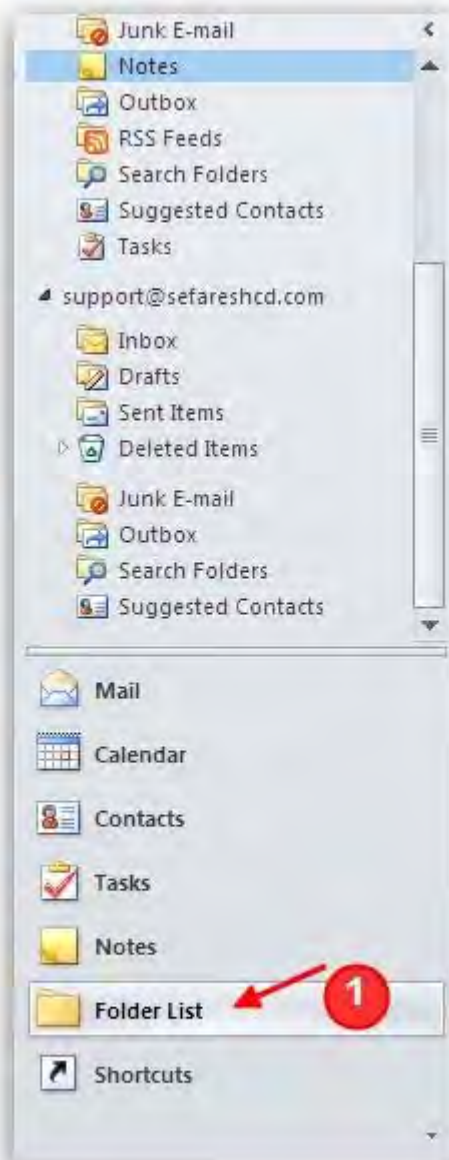 Junk E-mail
Notes
Outbox
RSS Feeds
Search Folders
Suggested Contacts
Tasks
support@sefareshcd.com
Inbox
Drafts
Sent Items
Deleted Items
Junk E-mail
Outbox
Search Folders
Suggested Contacts
Mail
Calendar
Contacts
Tasks
Notes
Folder List
1
Shortcuts